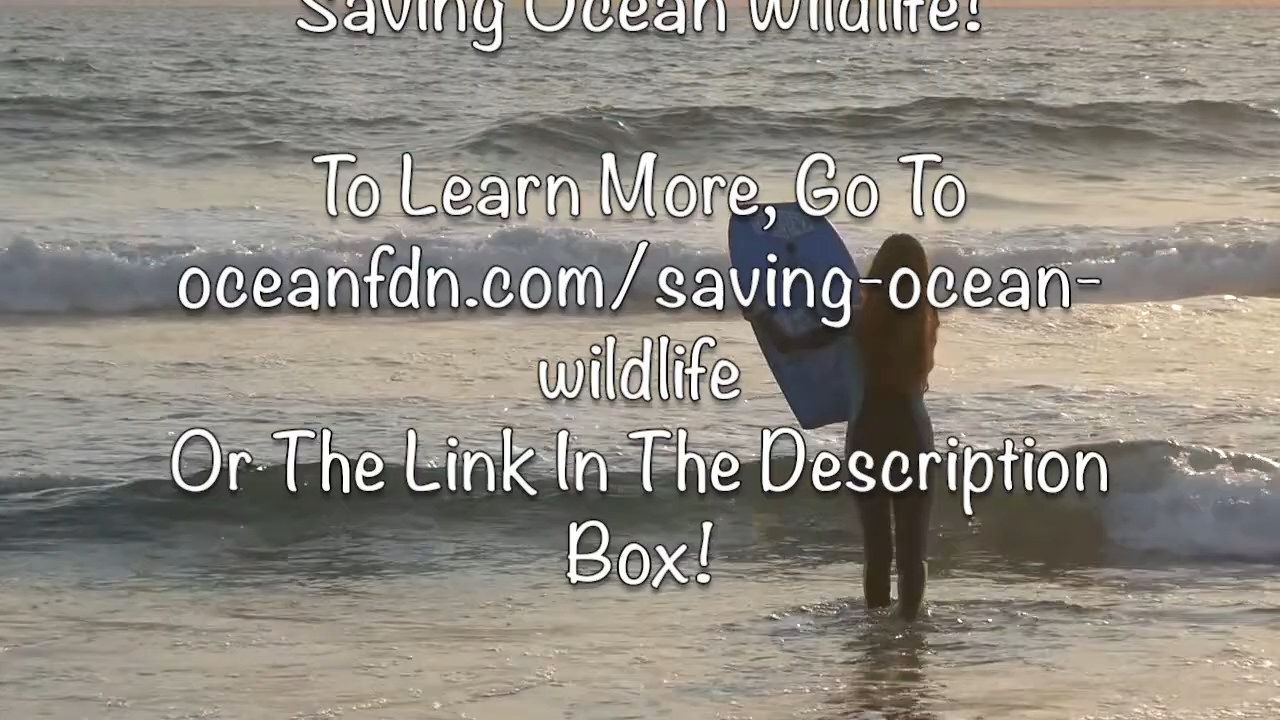 Saving Ocean Wildlife!
To Learn More, Go To
oceanfdn.com/saving-ocean-
wildlife
Or The Link In The Description
Box!